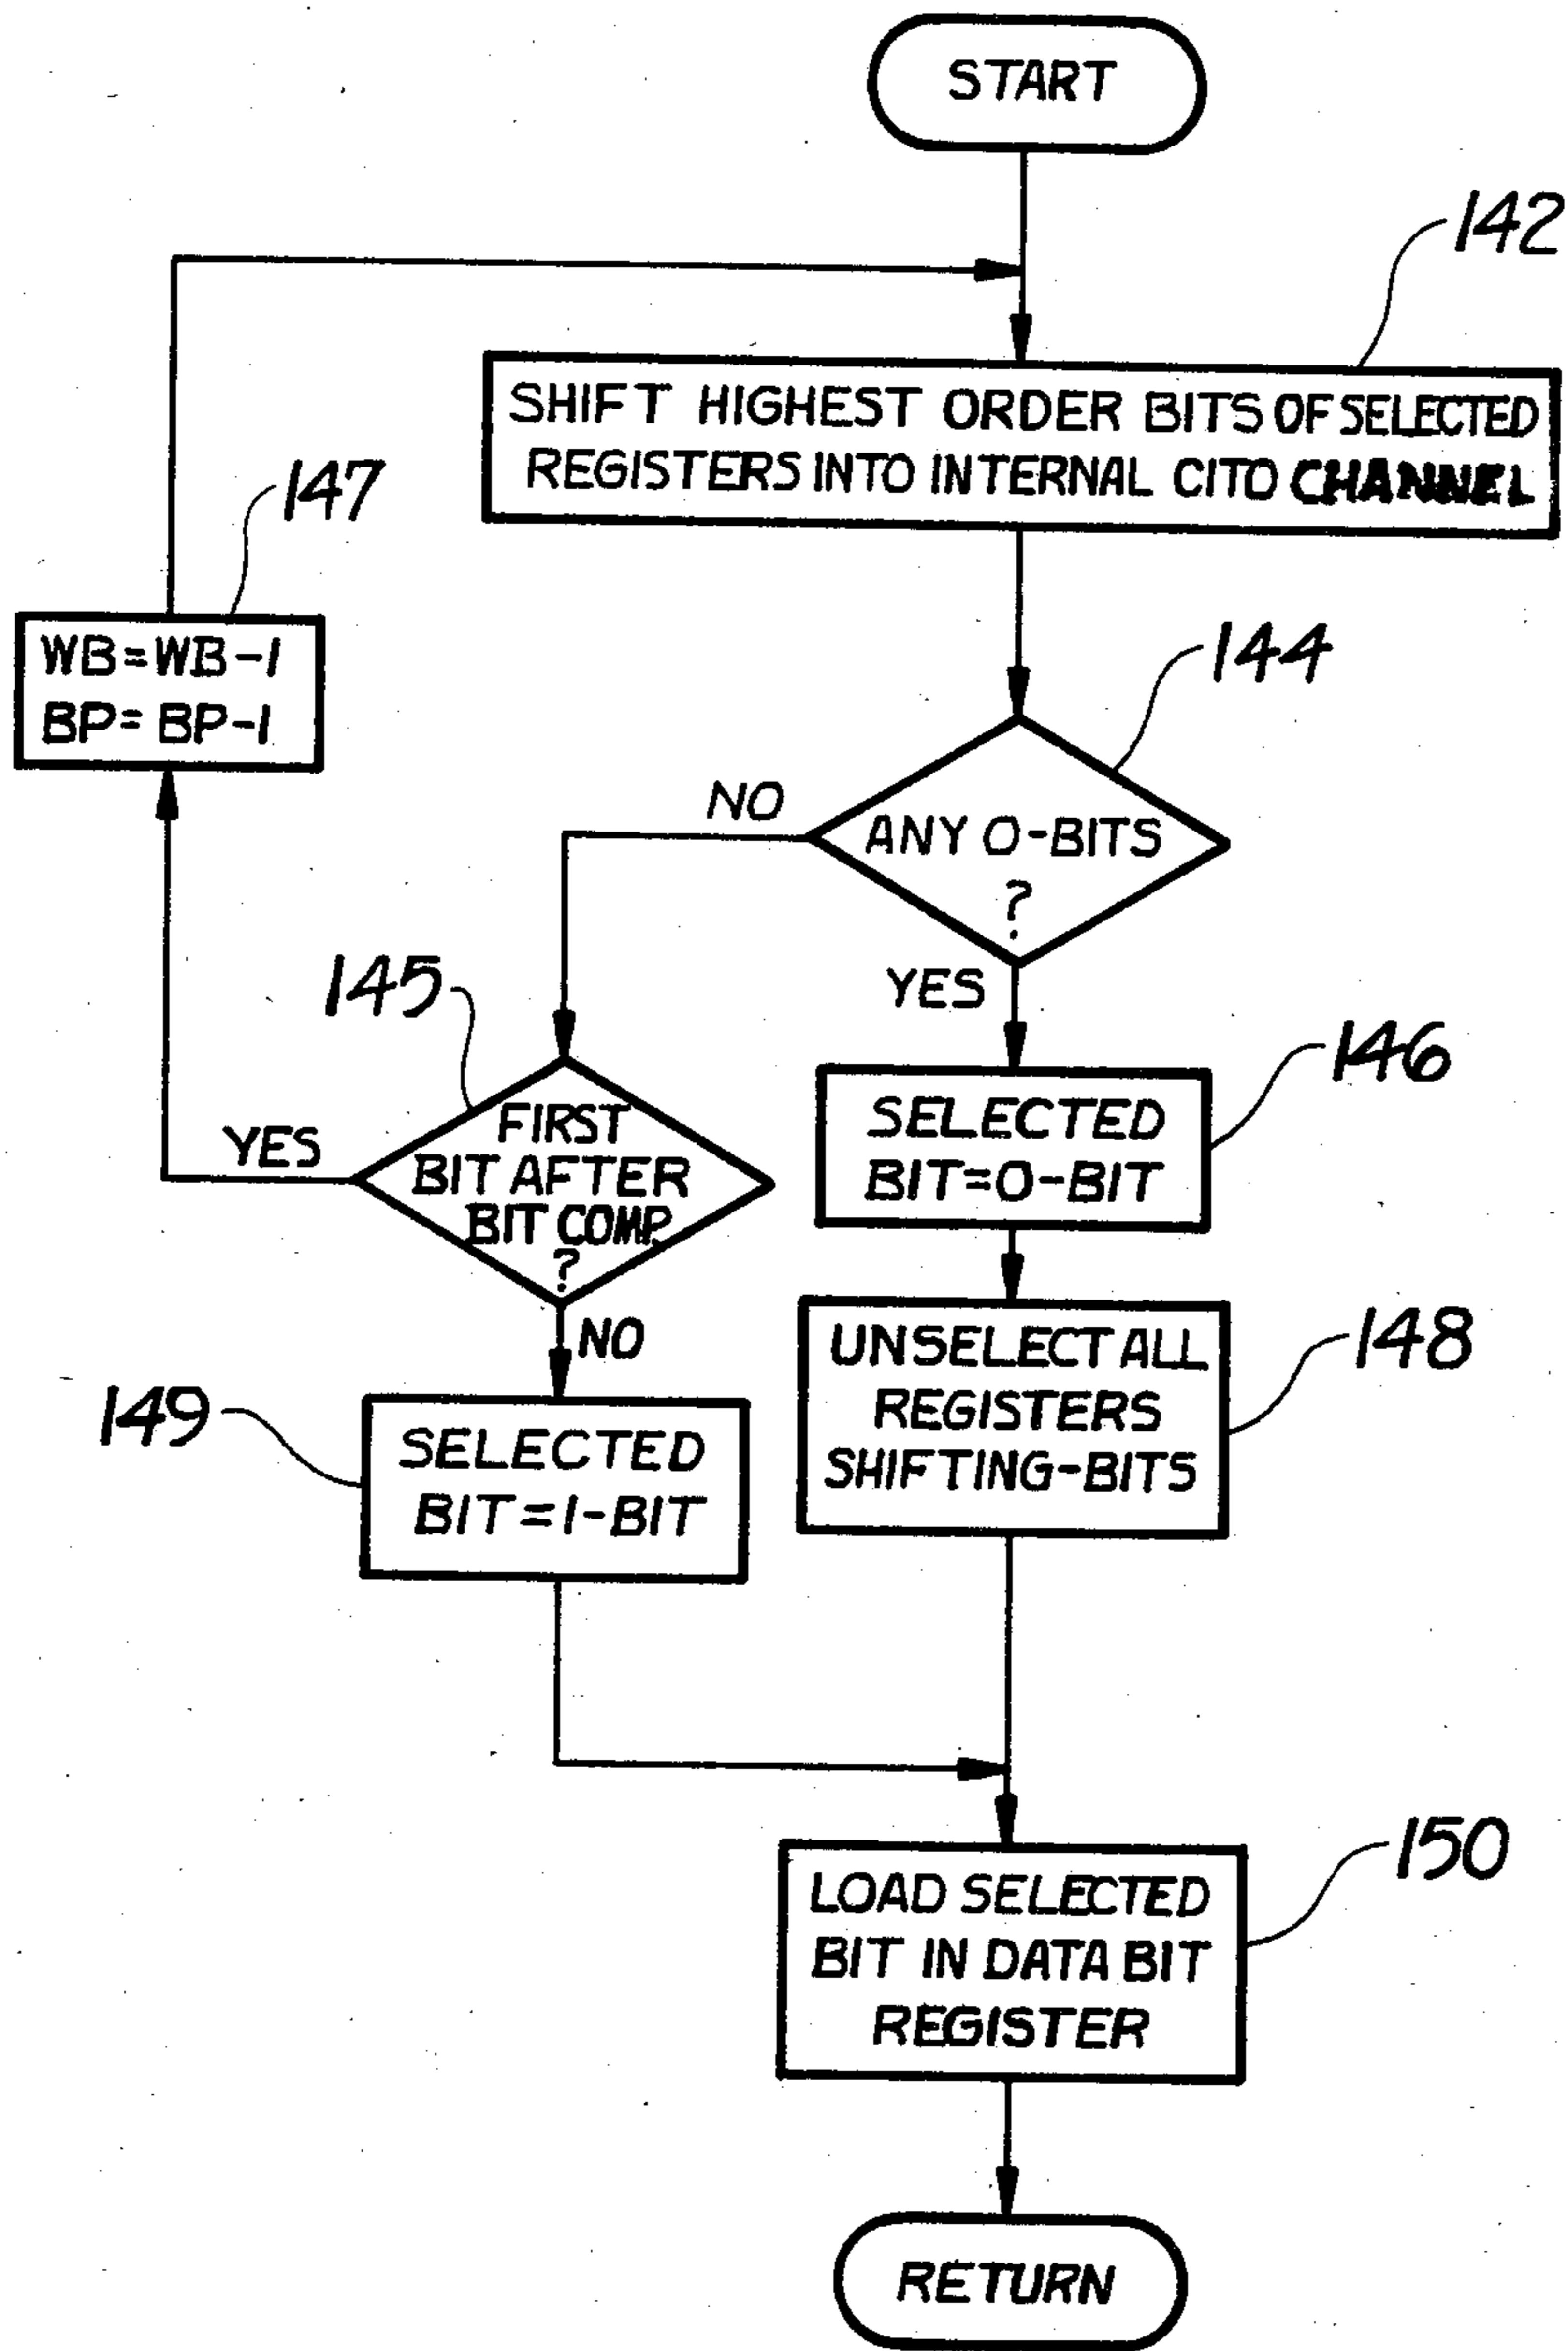 START
142
SHIFT HIGHEST ORDER BITS OF SELECTED
REGISTERS INTO INTERNAL CITO CHANNEL
147
WB=WB-1
BP=BP-1
144
NO
ANY 0-BITS
?
YES
145
FIRST
BIT AFTER
BIT COMP.
?
YES
NO
146
SELECTED
BIT=0-BIT
148
UNSELECT ALL
REGISTERS
SHIFTING-BITS
149
SELECTED
BIT=1-BIT
150
LOAD SELECTED
BIT IN DATA BIT
REGISTER
RETURN